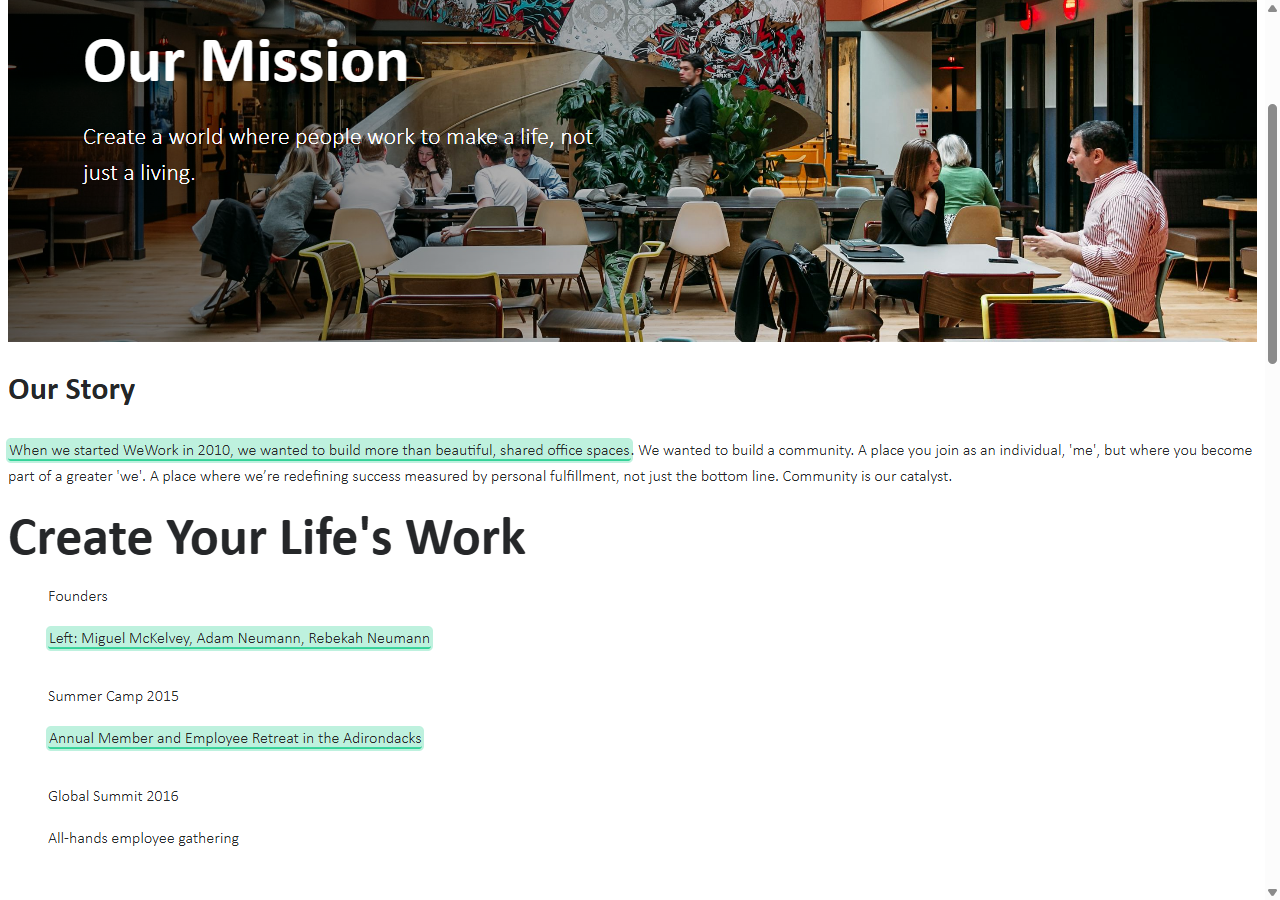 Our Mission
Create a world where people work to make a life, not
just a living.
Our Story
When we started WeWork in 2010, we wanted to build more than beautiful, shared office spaces. We wanted to build a community. A place you join as an individual, 'me', but where you become
part of a greater 'we'. A place where we’re redefining success measured by personal fulfillment, not just the bottom line. Community is our catalyst.
Create Your Life's Work
Founders
Left: Miguel McKelvey, Adam Neumann, Rebekah Neumann
Summer Camp 2015
Annual Member and Employee Retreat in the Adirondacks
Global Summit 2016
All-hands employee gathering